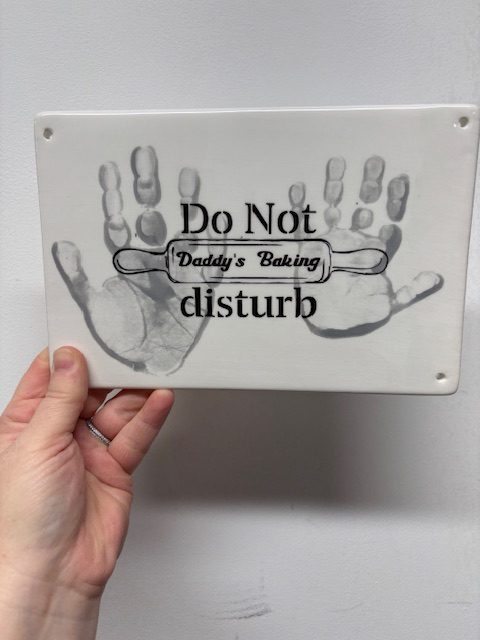 Do Not
Daddy's Baking
disturb